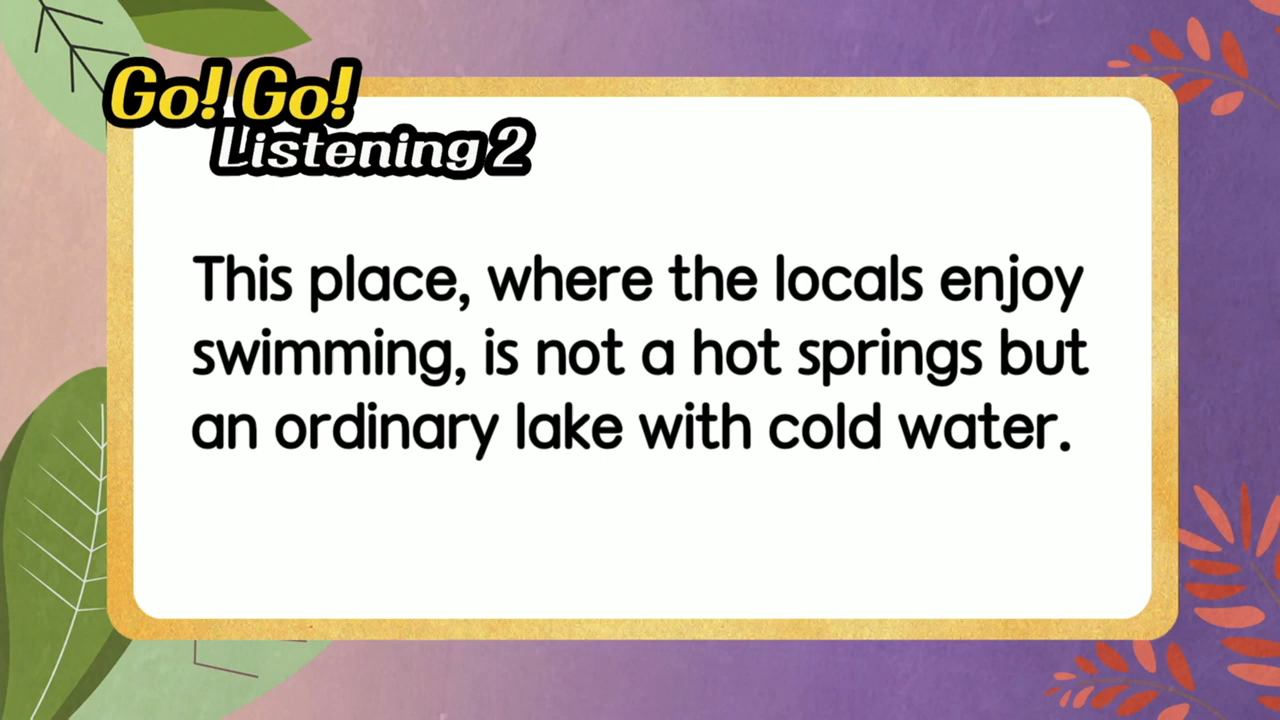 Go! Go!
Listening 2
This place, where the locals enjoy
swimming, is not a hot springs but
an ordinary lake with cold water.